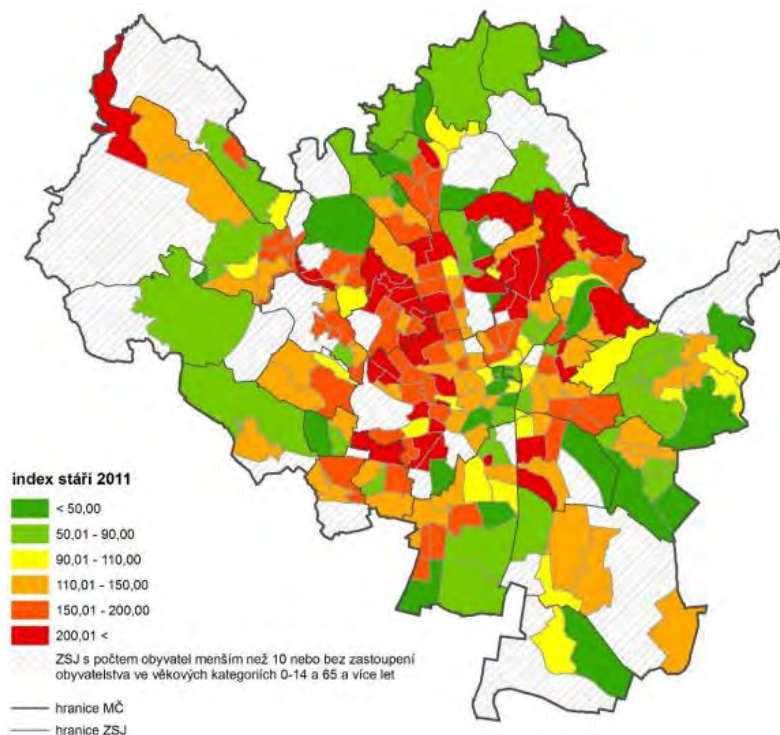 index stáří 2011
< 50,00
50,01 - 90,00
90,01 - 110,00
110,01 - 150,00
150,01 - 200,00
200,01 <
ZSJ s počtem obyvatel menším než 10 nebo bez zastoupení
obyvatelstva ve věkových kategoriích 0-14 a 65 a více let
hranice MČ
hranice ZSJ